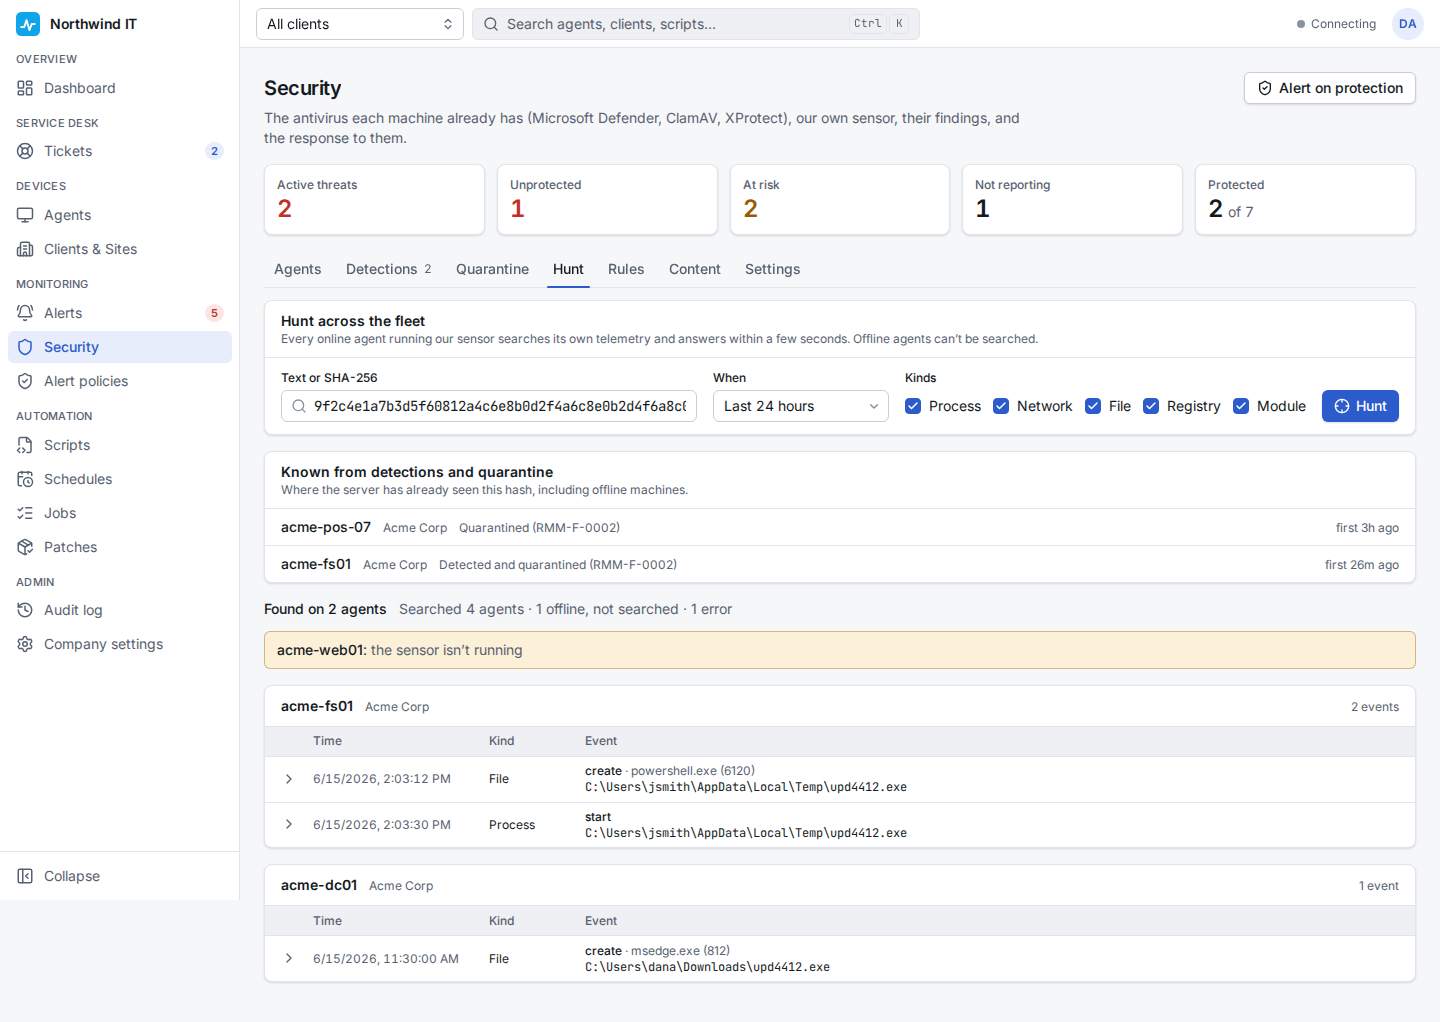 Northwind IT
All clients
Search agents, clients, scripts...
Ctrl K
Connecting
DA
OVERVIEW
Dashboard
SERVICE DESK
Tickets 2
DEVICES
Agents
Clients & Sites
MONITORING
Alerts 5
Security
Alert policies
AUTOMATION
Scripts
Schedules
Jobs
Patches
ADMIN
Audit log
Company settings
Collapse
Security
Alert on protection
The antivirus each machine already has (Microsoft Defender, ClamAV, XProtect), our own sensor, their findings, and
the response to them.
Active threats
2
Unprotected
1
At risk
2
Not reporting
1
Protected
2 of 7
Agents Detections 2 Quarantine Hunt Rules Content Settings
Hunt across the fleet
Every online agent running our sensor searches its own telemetry and answers within a few seconds. Offline agents can't be searched.
Text or SHA-256 When Kinds
9f2c4e1a7b3d5f60812a4c6e8b0d2f4a6c8e0b2d4f6a8c0 Last 24 hours Process Network File Registry Module Hunt
Known from detections and quarantine
Where the server has already seen this hash, including offline machines.
acme-pos-07 Acme Corp Quarantined (RMM-F-0002) first 3h ago
acme-fs01 Acme Corp Detected and quarantined (RMM-F-0002) first 26m ago
Found on 2 agents Searched 4 agents · 1 offline, not searched · 1 error
acme-web01: the sensor isn't running
acme-fs01 Acme Corp 2 events
Time Kind Event
6/15/2026, 2:03:12 PM File create · powershell.exe (6120)
C:\Users\jsmith\AppData\Local\Temp\upd4412.exe
6/15/2026, 2:03:30 PM Process start
C:\Users\jsmith\AppData\Local\Temp\upd4412.exe
acme-dc01 Acme Corp 1 event
Time Kind Event
6/15/2026, 11:30:00 AM File create · msedge.exe (812)
C:\Users\dana\Downloads\upd4412.exe